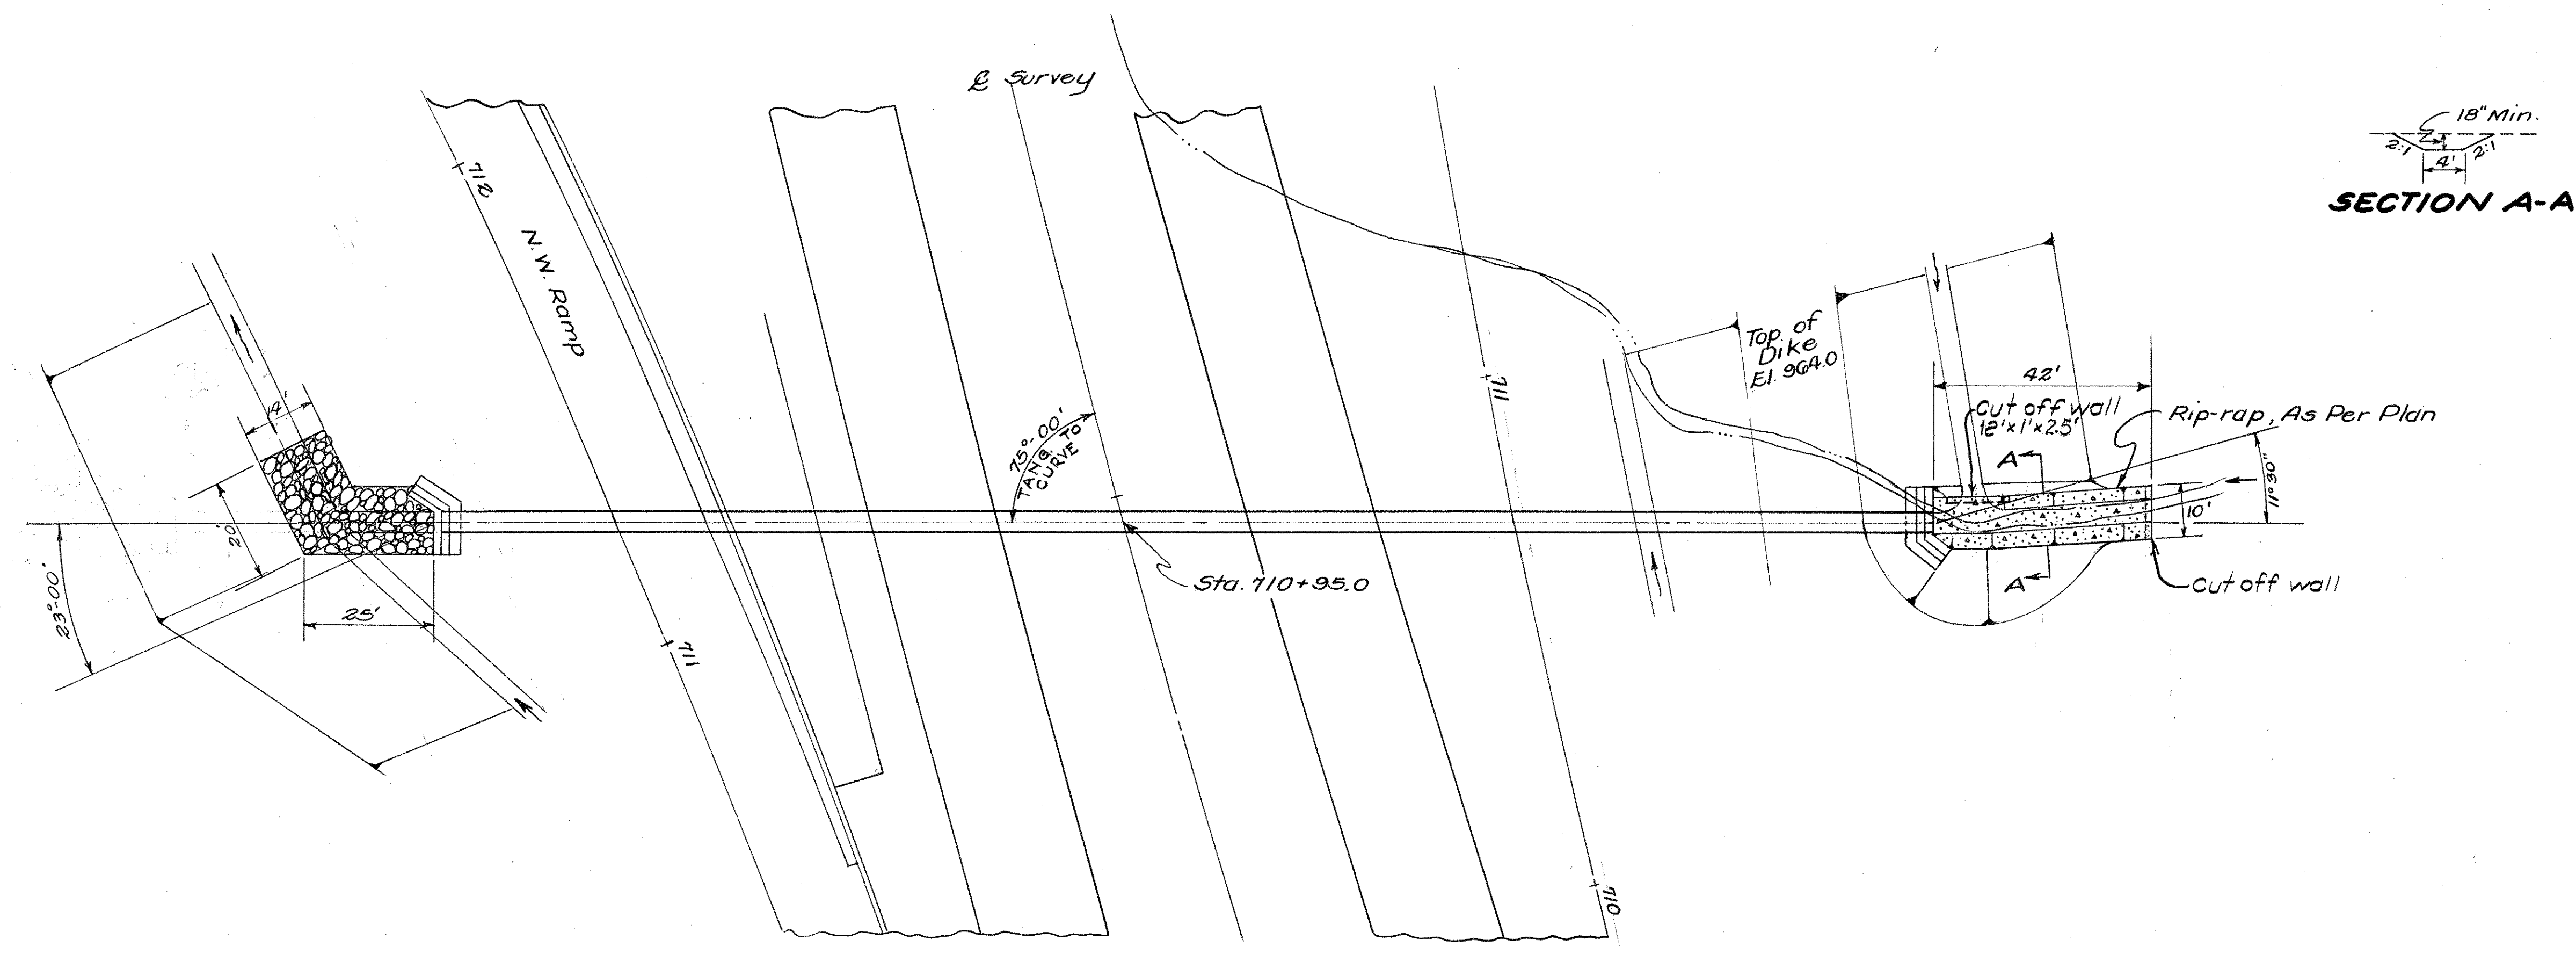 ℄ Survey
18" Min.
2:1
4'
2:1
SECTION A-A
712
N.W. Ramp
Top of
Dike
El. 964.0
711
42'
Cut off wall
12'x1'x2.5'
Rip-rap, As Per Plan
14'
75°-00'
TANG. TO
CURVE
A
11°30"
10'
20'
23°-00'
25'
Sta. 710+95.0
A
Cut off wall
711
710